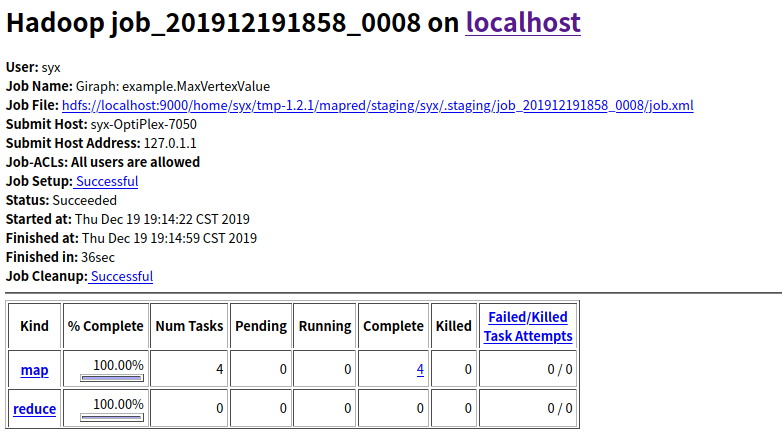 Hadoop job_201912191858_0008 on localhost
User: syx
Job Name: Giraph: example.MaxVertexValue
Job File: hdfs://localhost:9000/home/syx/tmp-1.2.1/mapred/staging/syx/.staging/job_201912191858_0008/job.xml
Submit Host: syx-OptiPlex-7050
Submit Host Address: 127.0.1.1
Job-ACLs: All users are allowed
Job Setup: Successful
Status: Succeeded
Started at: Thu Dec 19 19:14:22 CST 2019
Finished at: Thu Dec 19 19:14:59 CST 2019
Finished in: 36sec
Job Cleanup: Successful
Kind % Complete Num Tasks Pending Running Complete Killed Failed/Killed Task Attempts
map 100.00% 4 0 0 4 0 0 / 0
reduce 100.00% 0 0 0 0 0 0 / 0